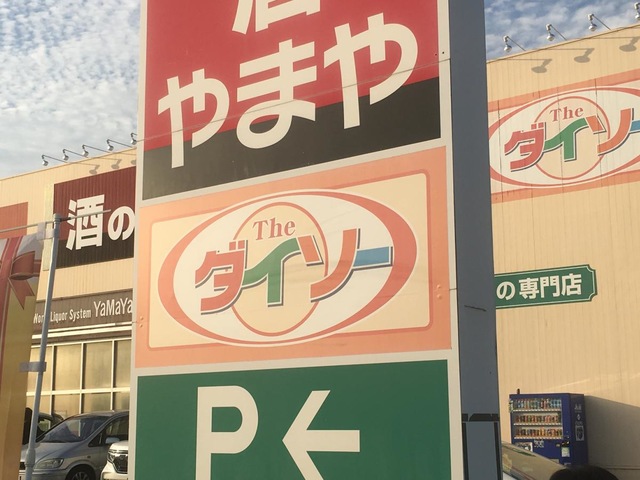 酒
やまや
The
ダイソー
P←
酒の
World Liquor System YaMaYa
The
ダイソー
の専門店